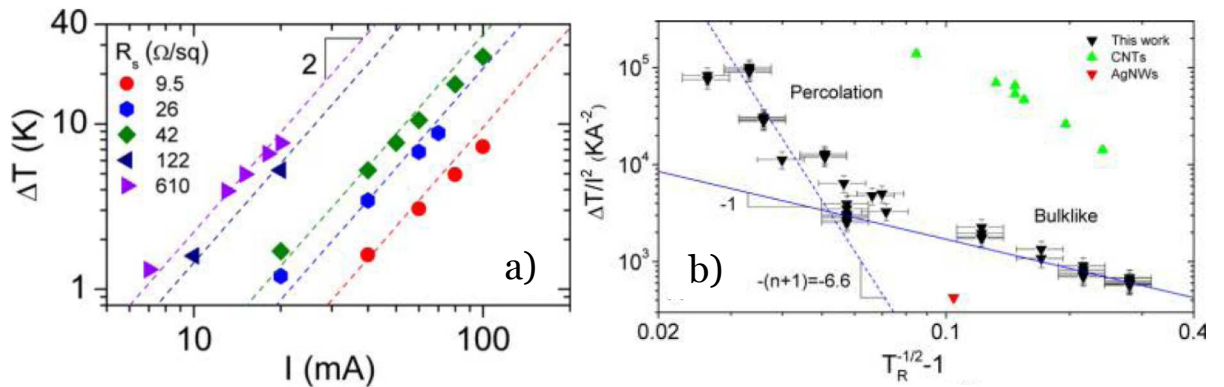 40
10
1
ΔT (K)
R_s (Ω/sq)
9.5
26
42
122
610
2
a)
10
100
I (mA)
10^5
10^4
10^3
ΔT/I^2 (KA^-2)
This work
CNTs
AgNWs
Percolation
-1
Bulklike
b)
-(n+1)=-6.6
0.02
0.1
0.4
T_R^-1/2-1